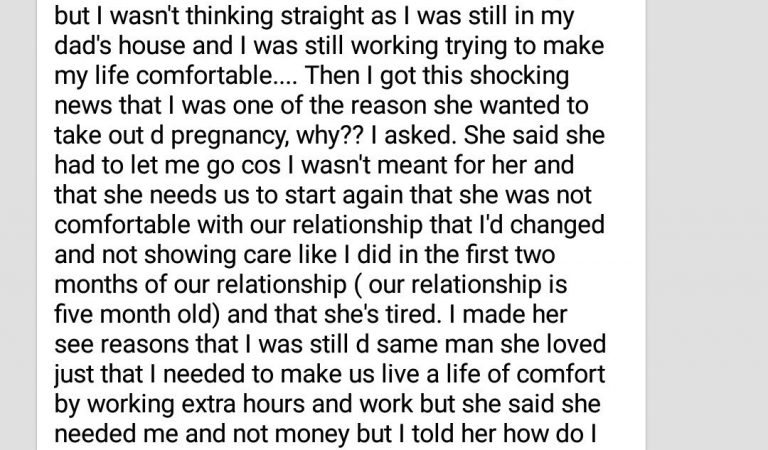 but I wasn't thinking straight as I was still in my
dad's house and I was still working trying to make
my life comfortable.... Then I got this shocking
news that I was one of the reason she wanted to
take out d pregnancy, why?? I asked. She said she
had to let me go cos I wasn't meant for her and
that she needs us to start again that she was not
comfortable with our relationship that I'd changed
and not showing care like I did in the first two
months of our relationship ( our relationship is
five month old) and that she's tired. I made her
see reasons that I was still d same man she loved
just that I needed to make us live a life of comfort
by working extra hours and work but she said she
needed me and not money but I told her how do I